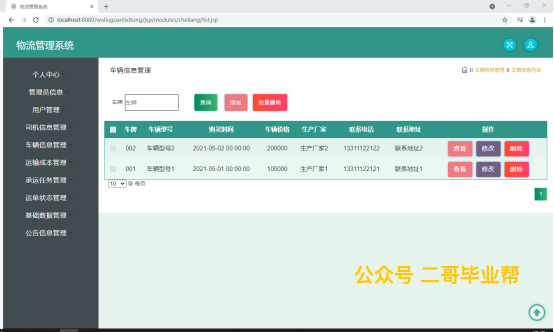 物流管理系统
localhost:8080/wuliuguanlixitong/jsp/modules/cheliang/list.jsp
物流管理系统
个人中心
管理员信息
用户管理
司机信息管理
车辆信息管理
运输成本管理
承运任务管理
运单状态管理
基础数据管理
公告信息管理
车辆信息管理
车辆信息管理 车辆信息列表
车牌 车牌 查询 添加 批量删除
车牌 车辆型号 购买时间 车辆价格 生产厂家 联系电话 联系地址 操作
002 车辆型号2 2021-05-02 00:00:00 200000 生产厂家2 13311122122 联系地址2 查看 修改 删除
001 车辆型号1 2021-05-01 00:00:00 100000 生产厂家1 13111122121 联系地址1 查看 修改 删除
10 条 每页
1
公众号 二哥毕业帮